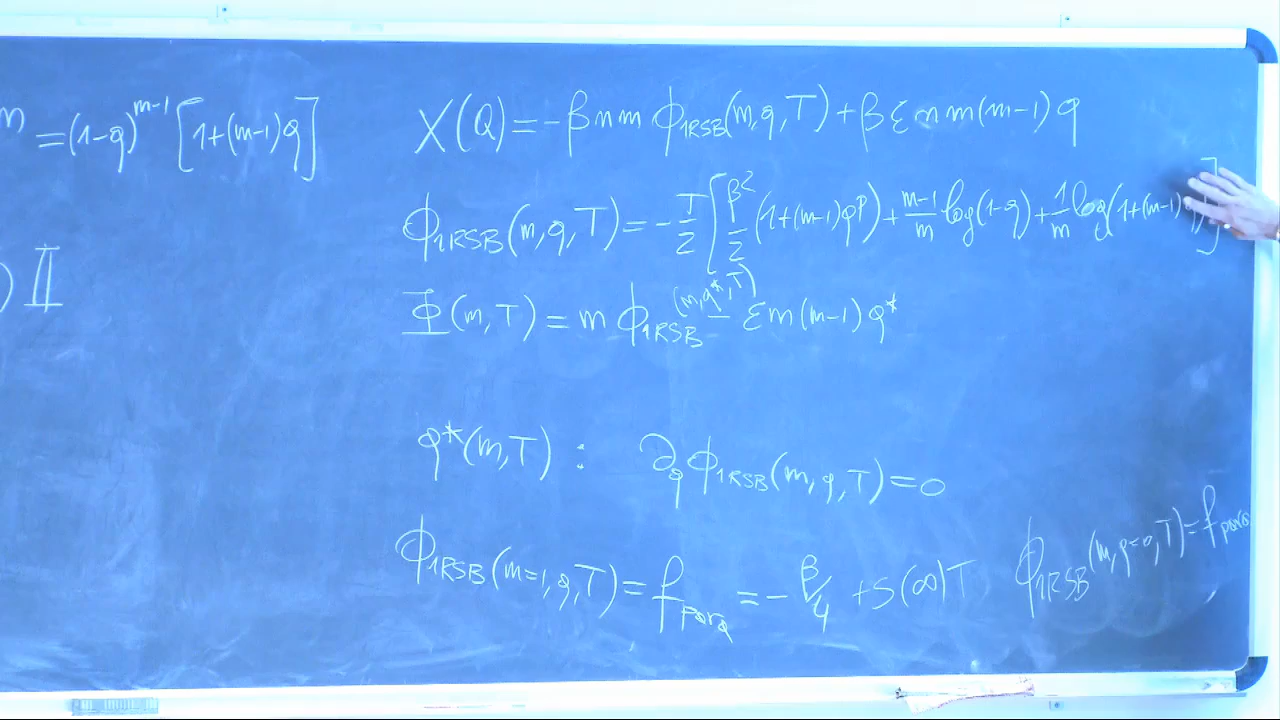 m = (1-q)^{m-1} [1+(m-1)q]
) 𝕀
X(Q) = -βnm ϕ_{1RSB}(m,q,T) + βεnm(m-1)q
ϕ_{1RSB}(m,q,T) = -T/2 [β²/2 (1+(m-1)q^p) + m-1/m log(1-q) + 1/m log(1+(m-1) ]
Φ(m,T) = m ϕ_{1RSB}(m,q*,T) - εm(m-1)q*
q*(m,T) : ∂_q ϕ_{1RSB}(m,q,T) = 0
ϕ_{1RSB}(m=1,q,T) = f_{para} = -β/4 + S(∞)T
ϕ_{1RSB}(m,q=0,T) = f_{para}